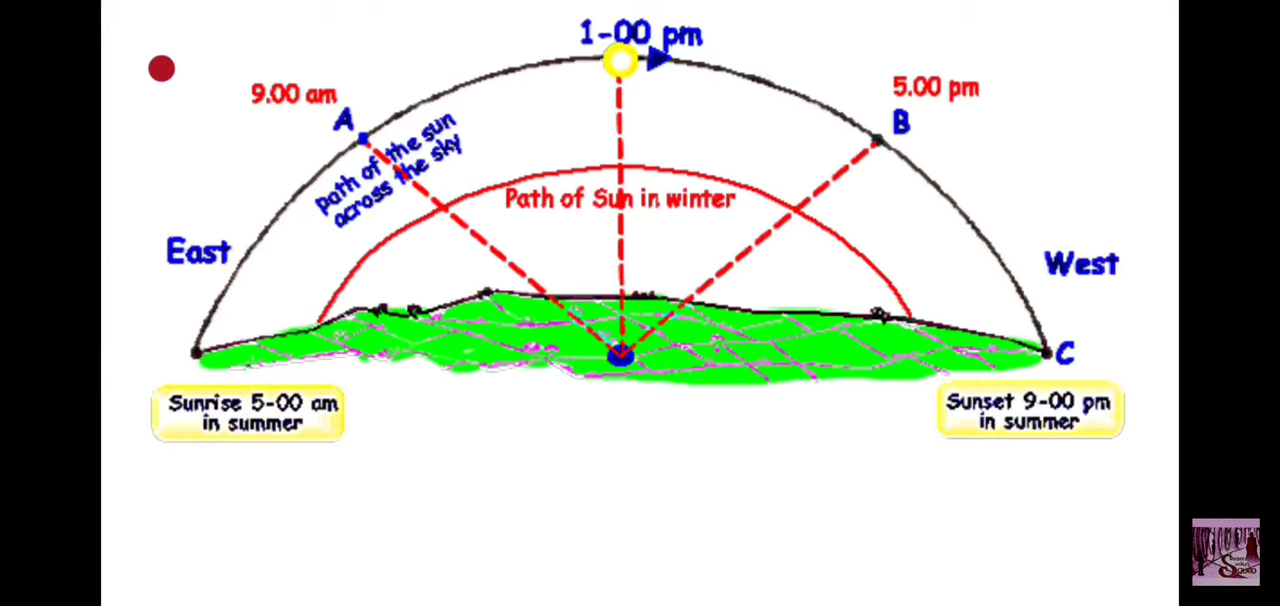 1-00 pm
9.00 am
5.00 pm
A
B
path of the sun
across the sky
Path of Sun in winter
East
West
C
Sunrise 5-00 am
in summer
Sunset 9-00 pm
in summer